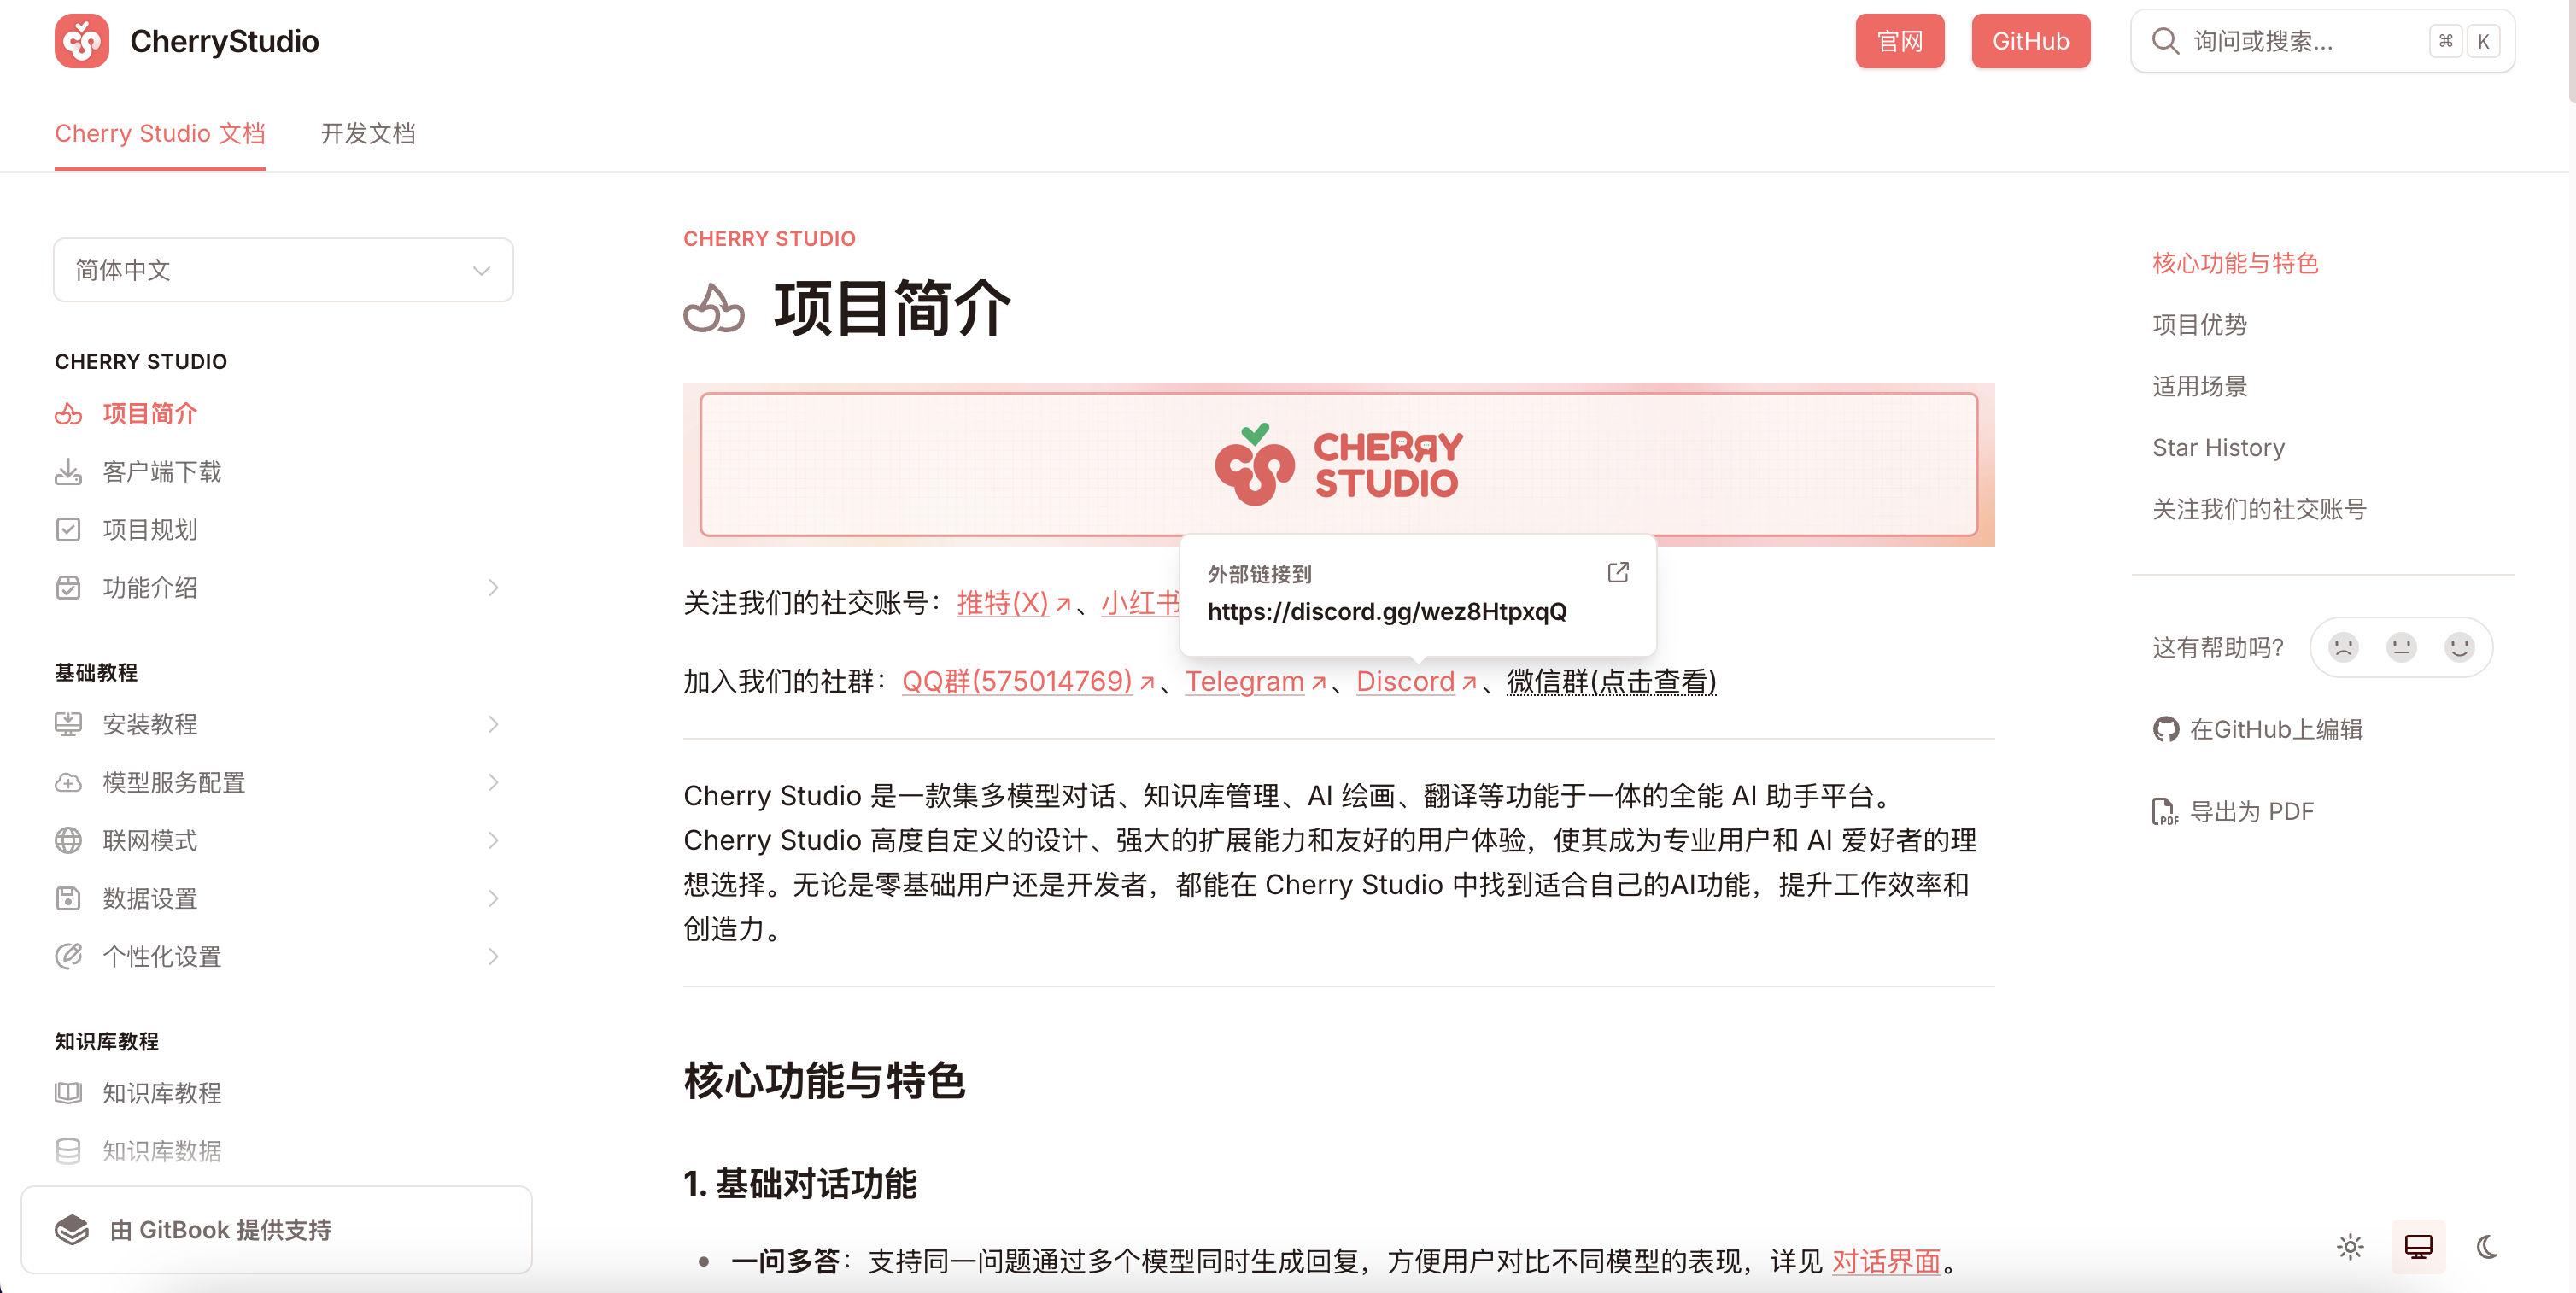 CherryStudio
官网
GitHub
询问或搜索...
⌘ K
Cherry Studio 文档
开发文档
简体中文
CHERRY STUDIO
项目简介
客户端下载
项目规划
功能介绍
基础教程
安装教程
模型服务配置
联网模式
数据设置
个性化设置
知识库教程
知识库教程
知识库数据
由 GitBook 提供支持
CHERRY STUDIO
项目简介
CHERRY
STUDIO
外部链接到
https://discord.gg/wez8HtpxqQ
关注我们的社交账号：推特(X)、小红书
加入我们的社群：QQ群(575014769)、Telegram、Discord、微信群(点击查看)
Cherry Studio 是一款集多模型对话、知识库管理、AI 绘画、翻译等功能于一体的全能 AI 助手平台。
Cherry Studio 高度自定义的设计、强大的扩展能力和友好的用户体验，使其成为专业用户和 AI 爱好者的理
想选择。无论是零基础用户还是开发者，都能在 Cherry Studio 中找到适合自己的AI功能，提升工作效率和
创造力。
核心功能与特色
1. 基础对话功能
• 一问多答：支持同一问题通过多个模型同时生成回复，方便用户对比不同模型的表现，详见 对话界面。
核心功能与特色
项目优势
适用场景
Star History
关注我们的社交账号
这有帮助吗?
在GitHub上编辑
PDF 导出为 PDF